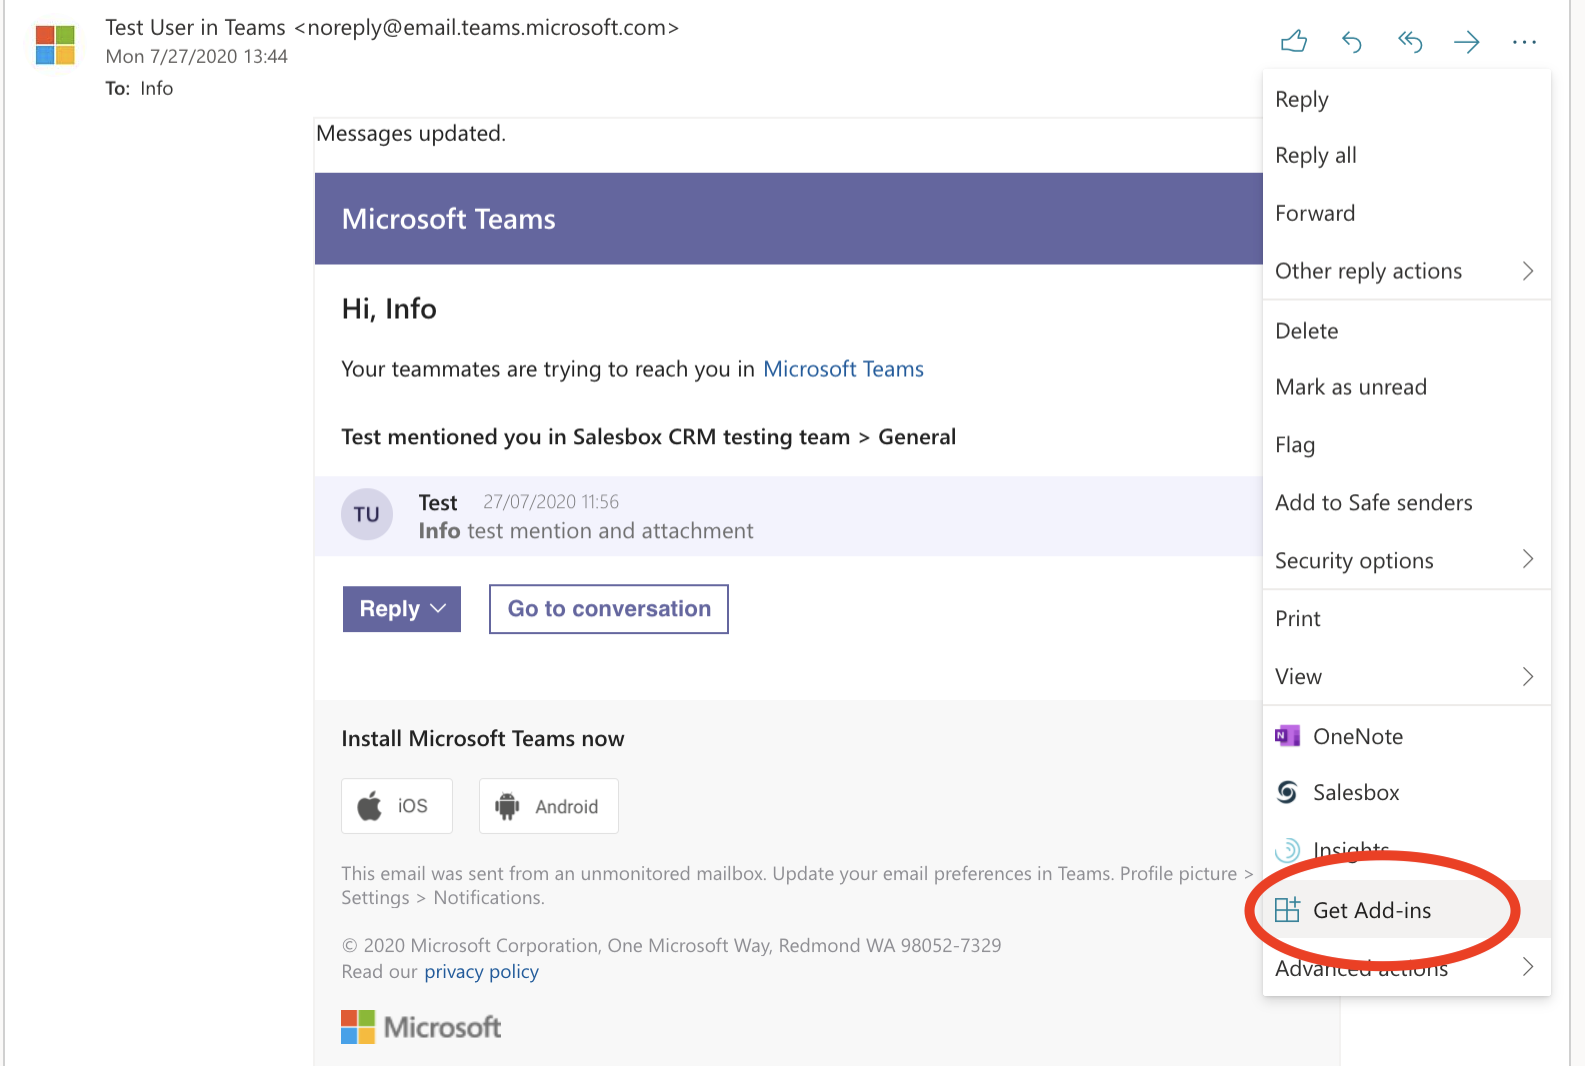 Test User in Teams <noreply@email.teams.microsoft.com>
Mon 7/27/2020 13:44
To: Info
Messages updated.
Microsoft Teams
Hi, Info
Your teammates are trying to reach you in Microsoft Teams
Test mentioned you in Salesbox CRM testing team > General
TU
Test 27/07/2020 11:56
Info test mention and attachment
Reply
Go to conversation
Install Microsoft Teams now
iOS
Android
This email was sent from an unmonitored mailbox. Update your email preferences in Teams. Profile picture >
Settings > Notifications.
© 2020 Microsoft Corporation, One Microsoft Way, Redmond WA 98052-7329
Read our privacy policy
Microsoft
Reply
Reply all
Forward
Other reply actions
Delete
Mark as unread
Flag
Add to Safe senders
Security options
Print
View
N
OneNote
Salesbox
Insights
Get Add-ins
Advanced actions